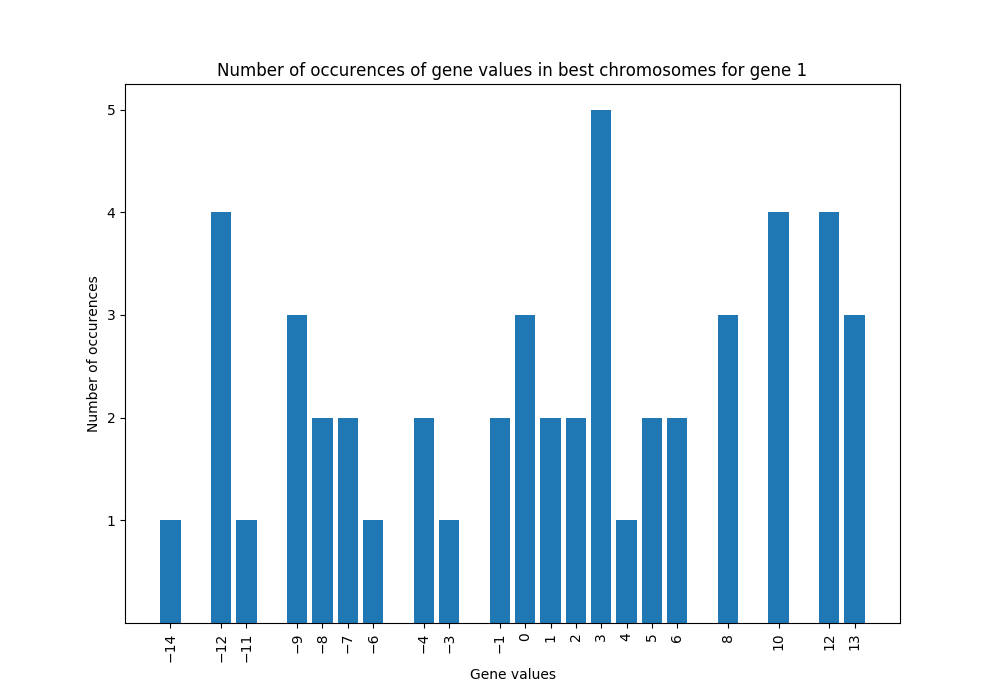 Number of occurences of gene values in best chromosomes for gene 1
5
4
3
2
1
Number of occurences
−14 −12 −11 −9 −8 −7 −6 −4 −3 −1 0 1 2 3 4 5 6 8 10 12 13
Gene values